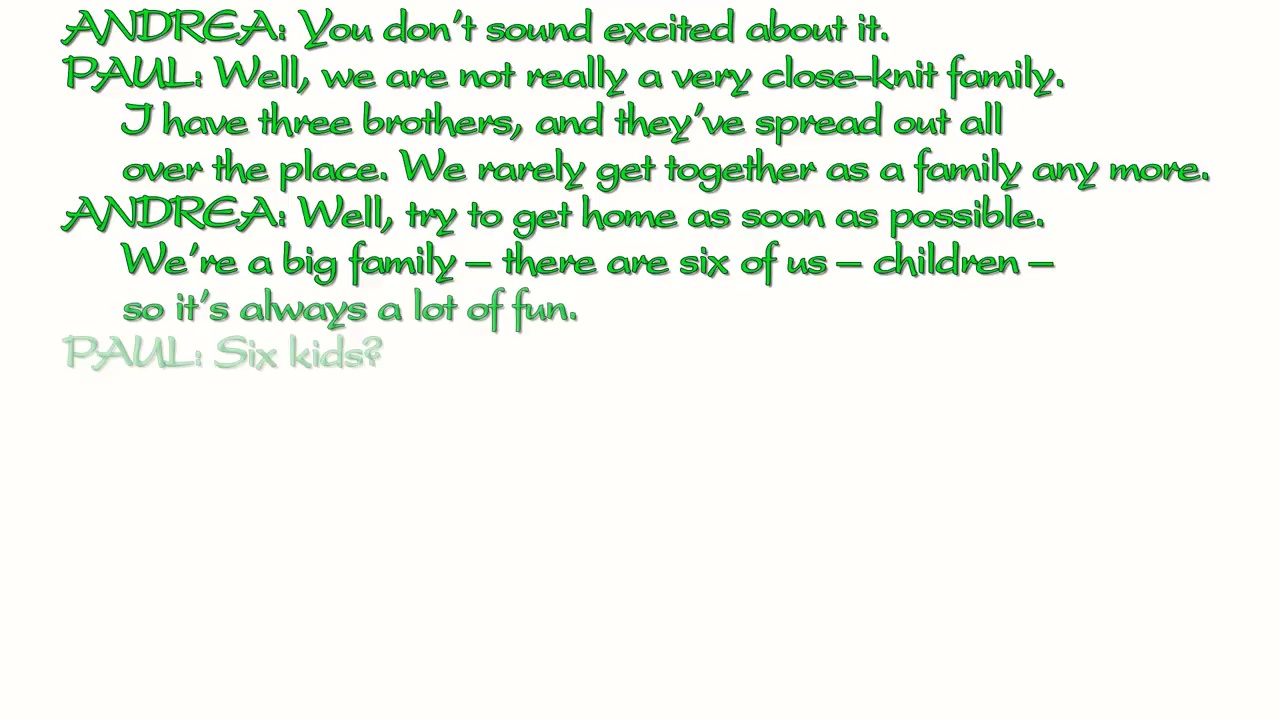 ANDREA: You don't sound excited about it.
PAUL: Well, we are not really a very close-knit family.
I have three brothers, and they've spread out all
over the place. We rarely get together as a family any more.
ANDREA: Well, try to get home as soon as possible.
We're a big family – there are six of us – children –
so it's always a lot of fun.
PAUL: Six kids?